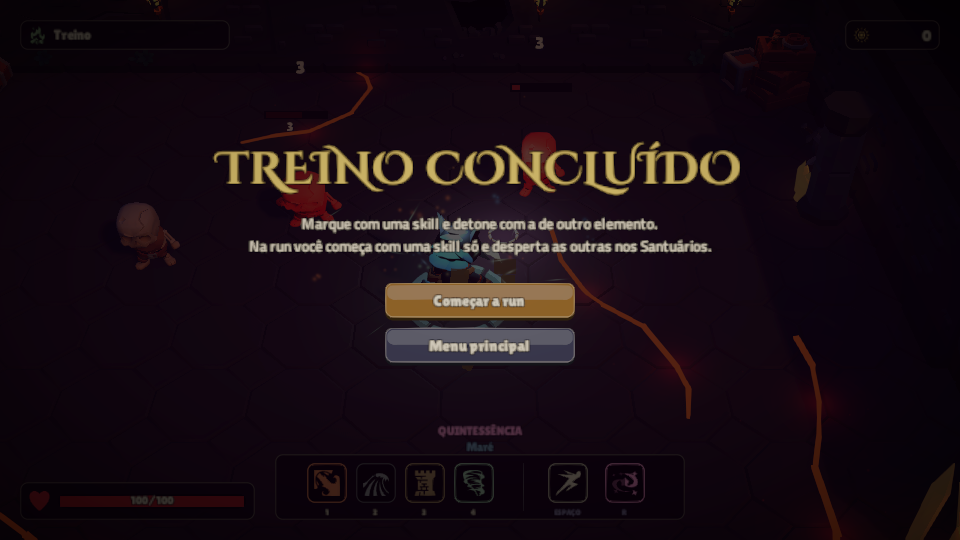 Treino
0
3
3
3
TREINO CONCLUÍDO
Marque com uma skill e detone com a de outro elemento.
Na run você começa com uma skill só e desperta as outras nos Santuários.
Começar a run
Menu principal
QUINTESSÊNCIA
Maré
100/100
1 2 3 4 ESPAÇO